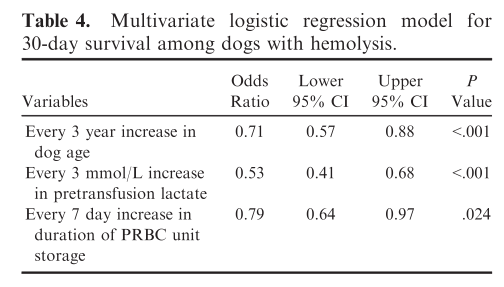 Table 4. Multivariate logistic regression model for
30-day survival among dogs with hemolysis.
Variables Odds Ratio Lower 95% CI Upper 95% CI P Value
Every 3 year increase in 0.71 0.57 0.88 <.001
dog age
Every 3 mmol/L increase 0.53 0.41 0.68 <.001
in pretransfusion lactate
Every 7 day increase in 0.79 0.64 0.97 .024
duration of PRBC unit
storage